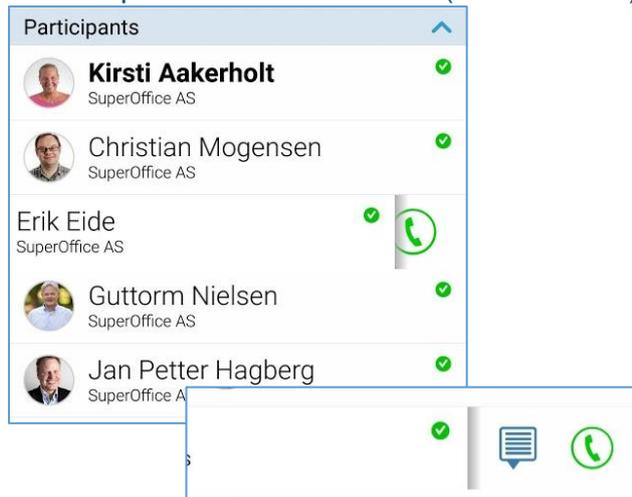 Participants
Kirsti Aakerholt
SuperOffice AS
Christian Mogensen
SuperOffice AS
Erik Eide
SuperOffice AS
Guttorm Nielsen
SuperOffice AS
Jan Petter Hagberg
SuperOffice A
s